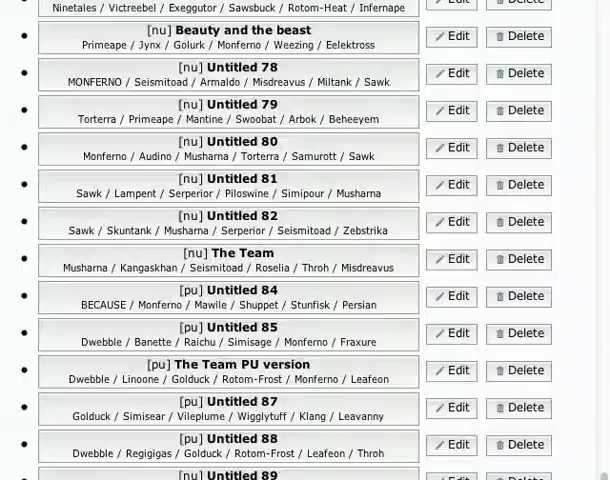 Ninetales / Victreebel / Exeggutor / Sawsbuck / Rotom-Heat / Infernape
Edit
Delete
[nu] Beauty and the beast
Primeape / Jynx / Golurk / Monferno / Weezing / Eelektross
Edit
Delete
[nu] Untitled 78
MONFERNO / Seismitoad / Armaldo / Misdreavus / Miltank / Sawk
Edit
Delete
[nu] Untitled 79
Torterra / Primeape / Mantine / Swoobat / Arbok / Beheeyem
Edit
Delete
[nu] Untitled 80
Monferno / Audino / Musharna / Torterra / Samurott / Sawk
Edit
Delete
[nu] Untitled 81
Sawk / Lampent / Serperior / Piloswine / Simipour / Musharna
Edit
Delete
[nu] Untitled 82
Sawk / Skuntank / Musharna / Serperior / Seismitoad / Zebstrika
Edit
Delete
[nu] The Team
Musharna / Kangaskhan / Seismitoad / Roselia / Throh / Misdreavus
Edit
Delete
[pu] Untitled 84
BECAUSE / Monferno / Mawile / Shuppet / Stunfisk / Persian
Edit
Delete
[pu] Untitled 85
Dwebble / Banette / Raichu / Simisage / Monferno / Fraxure
Edit
Delete
[pu] The Team PU version
Dwebble / Linoone / Golduck / Rotom-Frost / Monferno / Leafeon
Edit
Delete
[pu] Untitled 87
Golduck / Simisear / Vileplume / Wigglytuff / Klang / Leavanny
Edit
Delete
[pu] Untitled 88
Dwebble / Regigigas / Golduck / Rotom-Frost / Leafeon / Throh
Edit
Delete
[nu] Untitled 89
Edit
Delete